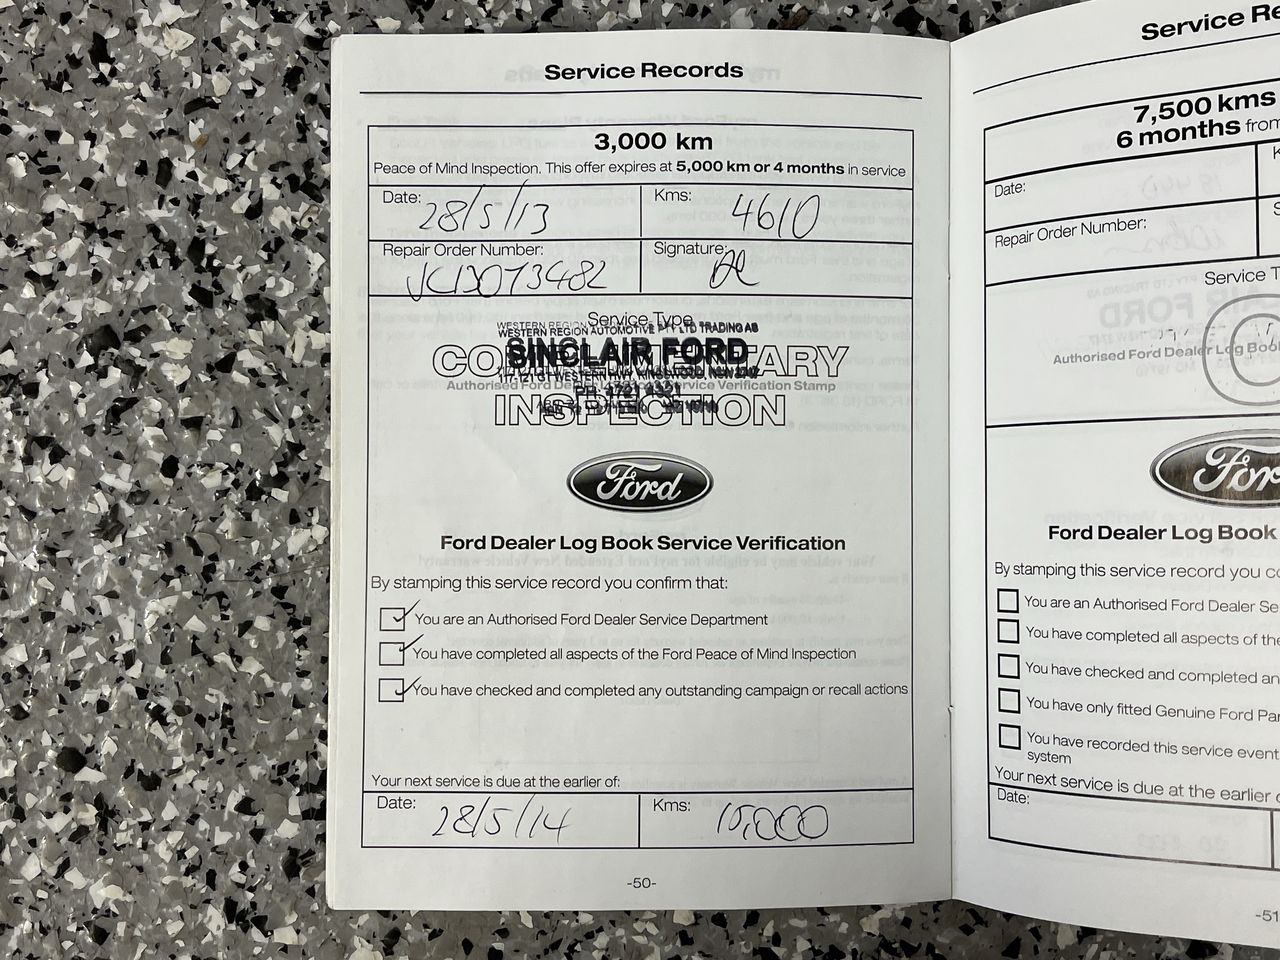 Service Records
3,000 km
Peace of Mind Inspection. This offer expires at 5,000 km or 4 months in service
Date: 28/5/13
Kms: 4610
Repair Order Number:
Signature:
Service Type
WESTERN REGION AUTOMOTIVE PTY LTD TRADING AS
SINCLAIR FORD
COMPLIMENTARY
Authorised Ford Dealer Service Verification Stamp
PH: 4721 4321
INSPECTION
Ford
Ford Dealer Log Book Service Verification
By stamping this service record you confirm that:
You are an Authorised Ford Dealer Service Department
You have completed all aspects of the Ford Peace of Mind Inspection
You have checked and completed any outstanding campaign or recall actions
Your next service is due at the earlier of:
Date: 28/5/14
Kms: 15,000
-50-
Service Re
7,500 kms
6 months from
Date:
K
Repair Order Number:
S
Service T
Authorised Ford Dealer Log Book
Ford
Ford Dealer Log Book
By stamping this service record you co
You are an Authorised Ford Dealer Se
You have completed all aspects of the
You have checked and completed an
You have only fitted Genuine Ford Pa
You have recorded this service event
system
Your next service is due at the earlier o
Date:
-51